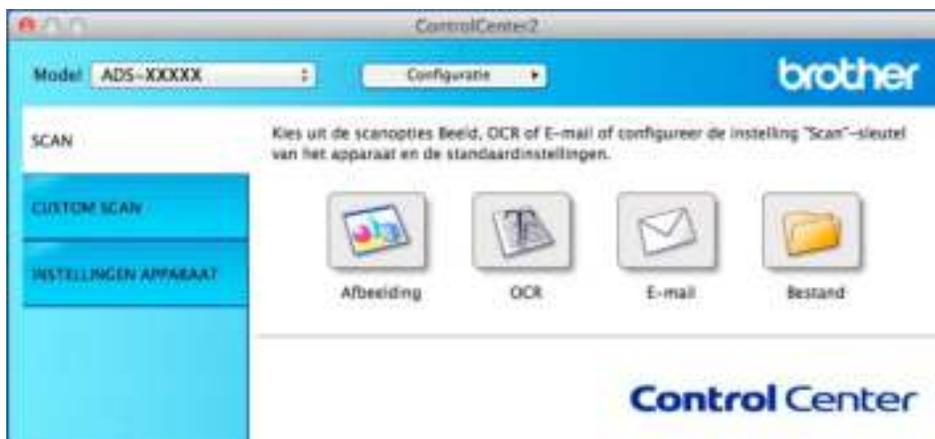 ControlCenter2
Model ADS-XXXXX Configuratie brother
SCAN
Kies uit de scanopties Beeld, OCR of E-mail of configureer de instelling "Scan"-sleutel
van het apparaat en de standaardinstellingen.
CUSTOM SCAN
INSTELLINGEN APPARAAT
Afbeelding OCR E-mail Bestand
Control Center